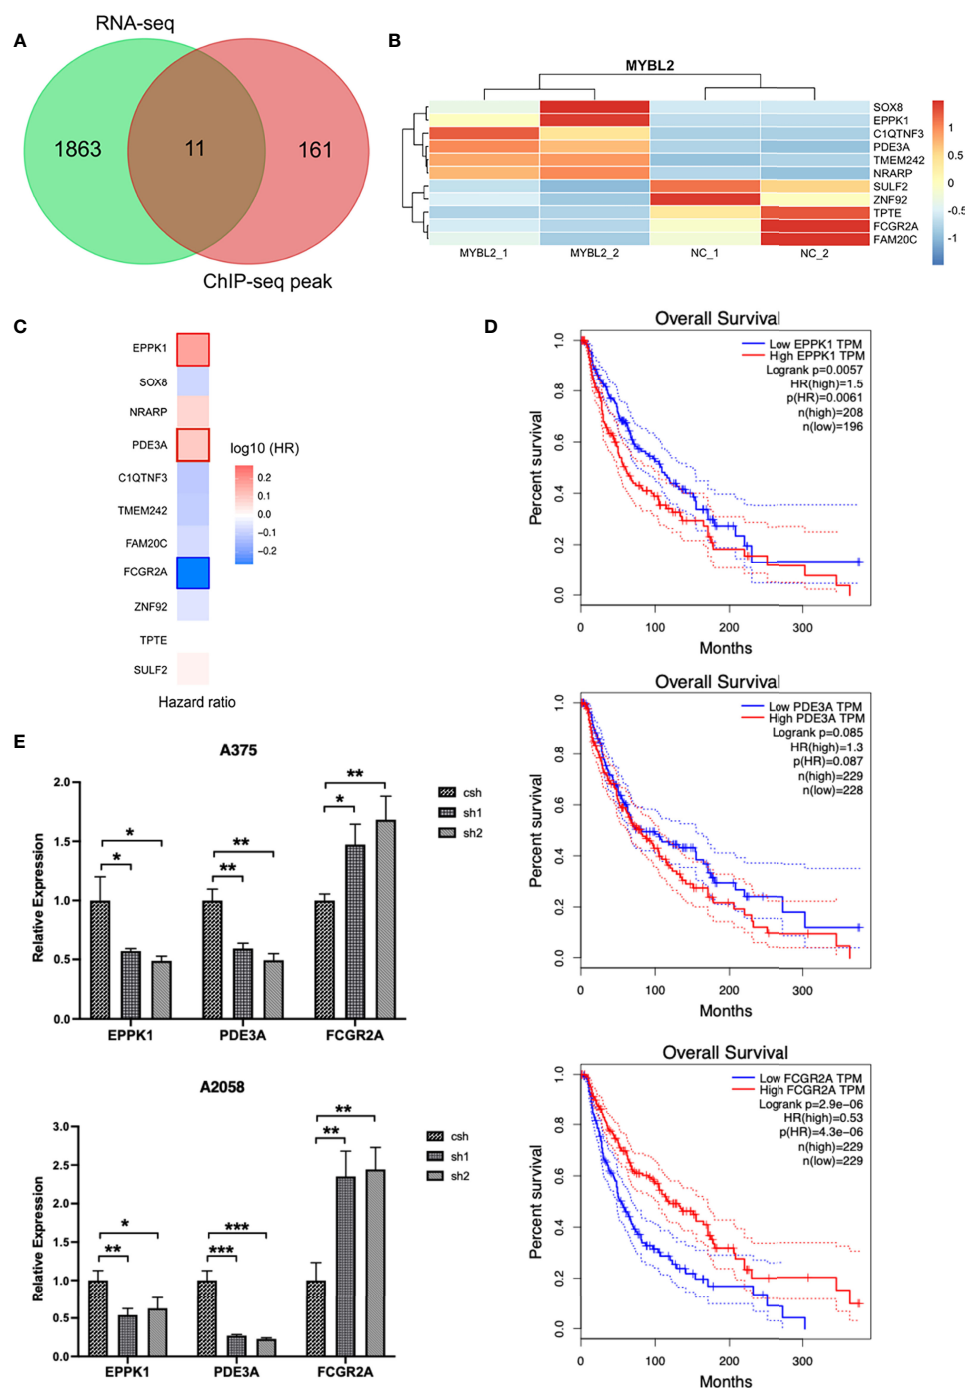 A
RNA-seq
1863
11
161
ChIP-seq peak
B
MYBL2
SOX8
EPPK1
C1QTNF3
PDE3A
TMEM242
NRARP
SULF2
ZNF92
TPTE
FCGR2A
FAM20C
MYBL2_1
MYBL2_2
NC_1
NC_2
1
0.5
0
-0.5
-1
C
EPPK1
SOX8
NRARP
PDE3A
C1QTNF3
TMEM242
FAM20C
FCGR2A
ZNF92
TPTE
SULF2
Hazard ratio
log10 (HR)
0.2
0.1
0.0
−0.1
−0.2
D
Overall Survival
Low EPPK1 TPM
High EPPK1 TPM
Logrank p=0.0057
HR(high)=1.5
p(HR)=0.0061
n(high)=208
n(low)=196
Percent survival
1.0
0.8
0.6
0.4
0.2
0.0
0
100
200
300
Months
Overall Survival
Low PDE3A TPM
High PDE3A TPM
Logrank p=0.085
HR(high)=1.3
p(HR)=0.087
n(high)=229
n(low)=228
Percent survival
1.0
0.8
0.6
0.4
0.2
0.0
0
100
200
300
Months
Overall Survival
Low FCGR2A TPM
High FCGR2A TPM
Logrank p=2.9e-06
HR(high)=0.53
p(HR)=4.3e-06
n(high)=229
n(low)=229
Percent survival
1.0
0.8
0.6
0.4
0.2
0.0
0
100
200
300
Months
E
A375
Relative Expression
2.0
1.5
1.0
0.5
0.0
*
*
**
**
*
**
csh
sh1
sh2
EPPK1
PDE3A
FCGR2A
A2058
Relative Expression
3.0
2.5
2.0
1.5
1.0
0.5
0.0
**
*
***
***
**
**
csh
sh1
sh2
EPPK1
PDE3A
FCGR2A